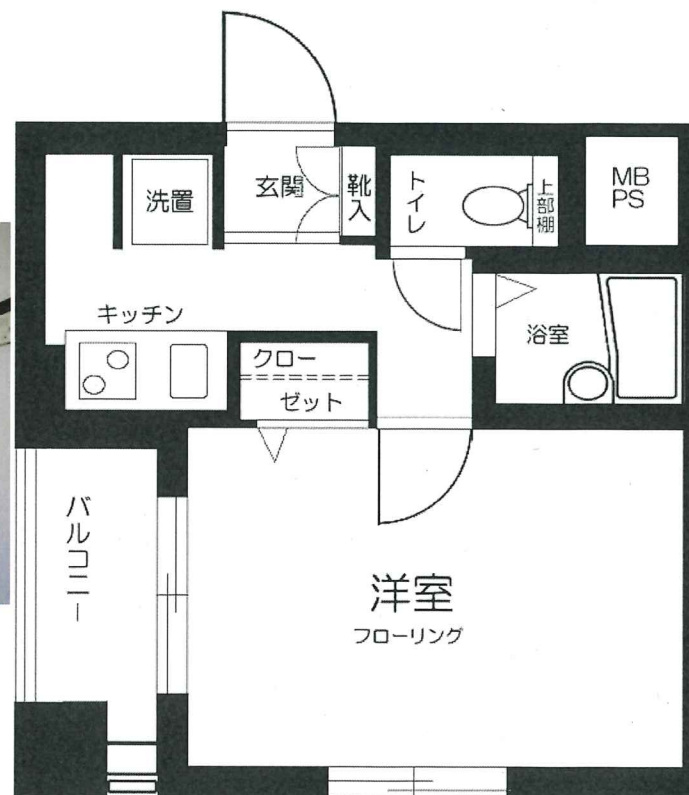 洗置
玄関
靴入
トイレ
上部棚
MB
PS
キッチン
浴室
クロー
ゼット
バルコニー
洋室
フローリング